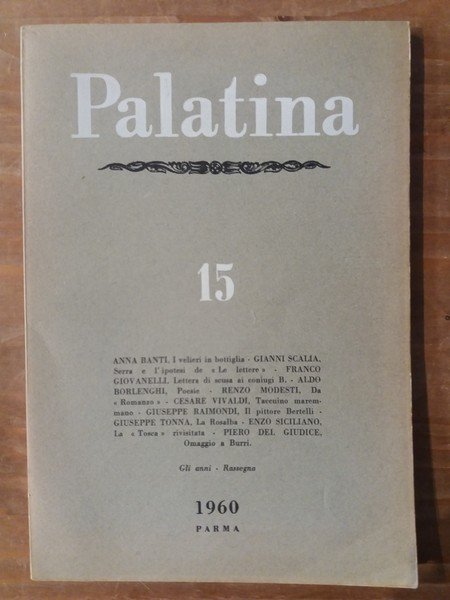 Palatina
15
ANNA BANTI, I velieri in bottiglia - GIANNI SCALIA,
Serra e l'ipotesi de « Le lettere » - FRANCO
GIOVANELLI, Lettera di scusa ai coniugi B. - ALDO
BORLENGHI, Poesie - RENZO MODESTI, Da
« Romanzo » - CESARE VIVALDI, Taccuino marem-
mano - GIUSEPPE RAIMONDI, Il pittore Bertelli -
GIUSEPPE TONNA, La Rosalba - ENZO SICILIANO,
La « Tosca » rivisitata - PIERO DEL GIUDICE,
Omaggio a Burri.
Gli anni - Rassegna
1960
PARMA